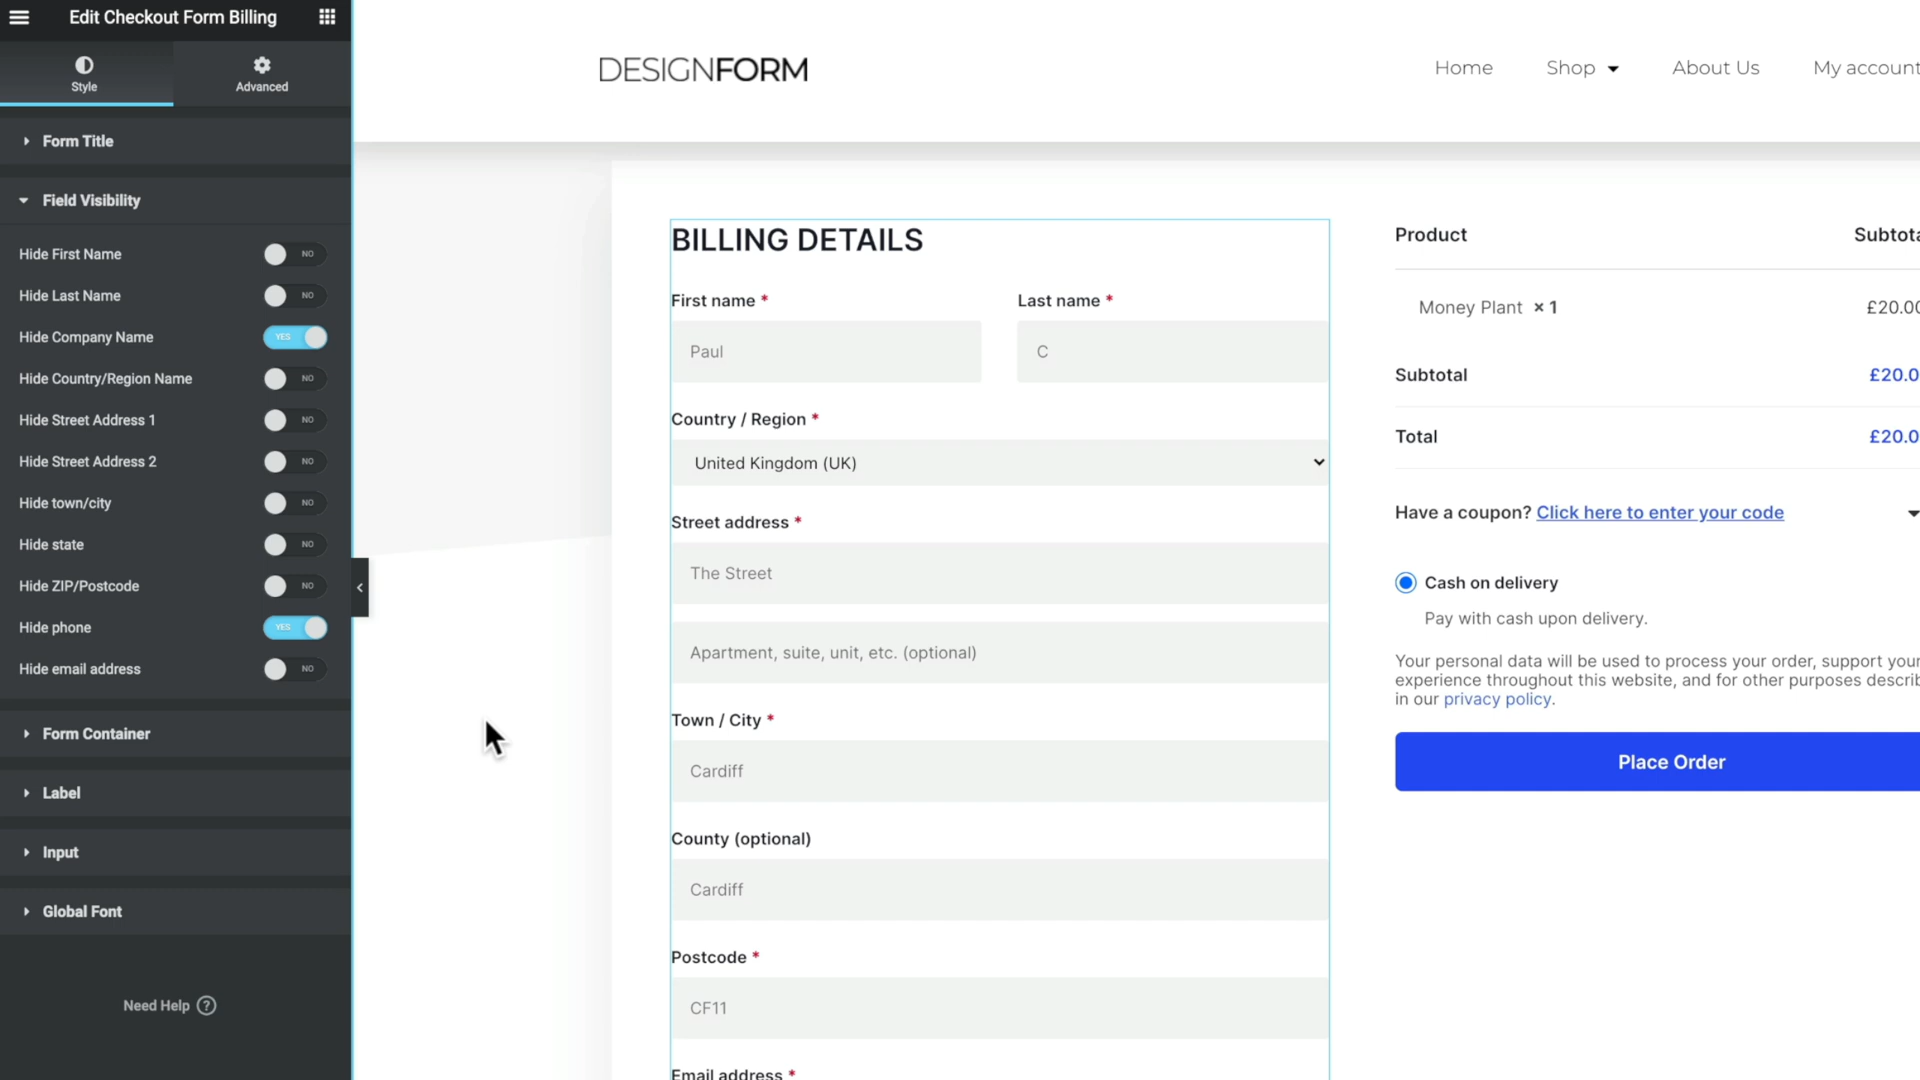 Edit Checkout Form Billing
Style
Advanced
Form Title
Field Visibility
Hide First Name NO
Hide Last Name NO
Hide Company Name YES
Hide Country/Region Name NO
Hide Street Address 1 NO
Hide Street Address 2 NO
Hide town/city NO
Hide state NO
Hide ZIP/Postcode NO
Hide phone YES
Hide email address NO
Form Container
Label
Input
Global Font
Need Help ?
DESIGNFORM
Home Shop About Us My account
BILLING DETAILS
First name * Last name *
Paul C
Country / Region *
United Kingdom (UK)
Street address *
The Street
Apartment, suite, unit, etc. (optional)
Town / City *
Cardiff
County (optional)
Cardiff
Postcode *
CF11
Email address *
Product Subtota
Money Plant × 1 £20.00
Subtotal £20.0
Total £20.0
Have a coupon? Click here to enter your code
Cash on delivery
Pay with cash upon delivery.
Your personal data will be used to process your order, support your
experience throughout this website, and for other purposes describ
in our privacy policy.
Place Order